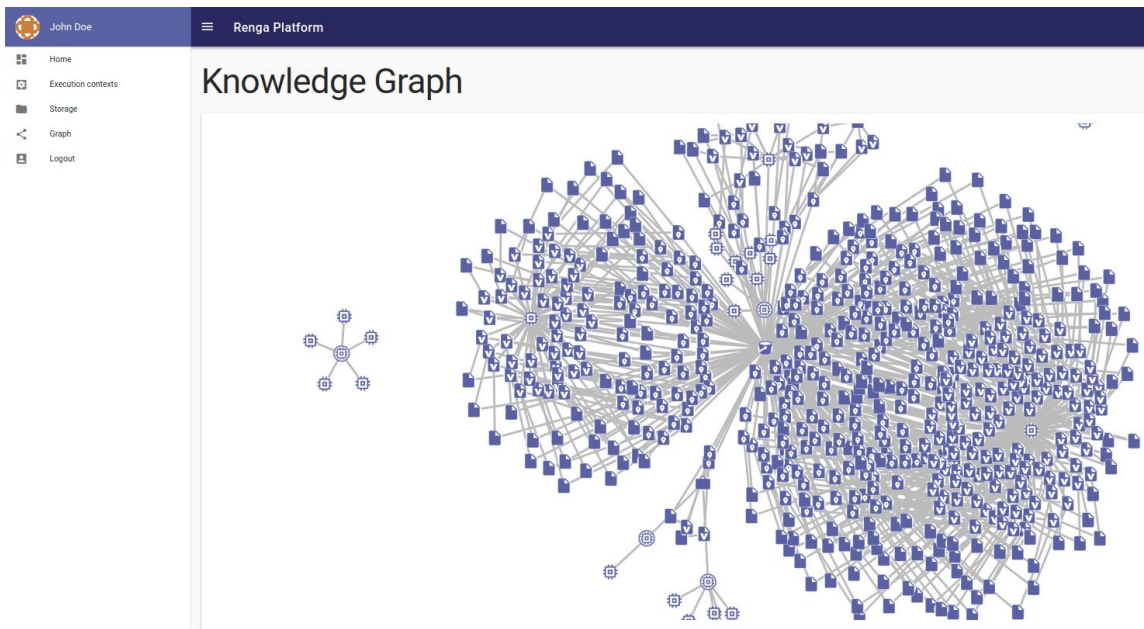 John Doe
Renga Platform
Home
Execution contexts
Storage
Graph
Logout
Knowledge Graph